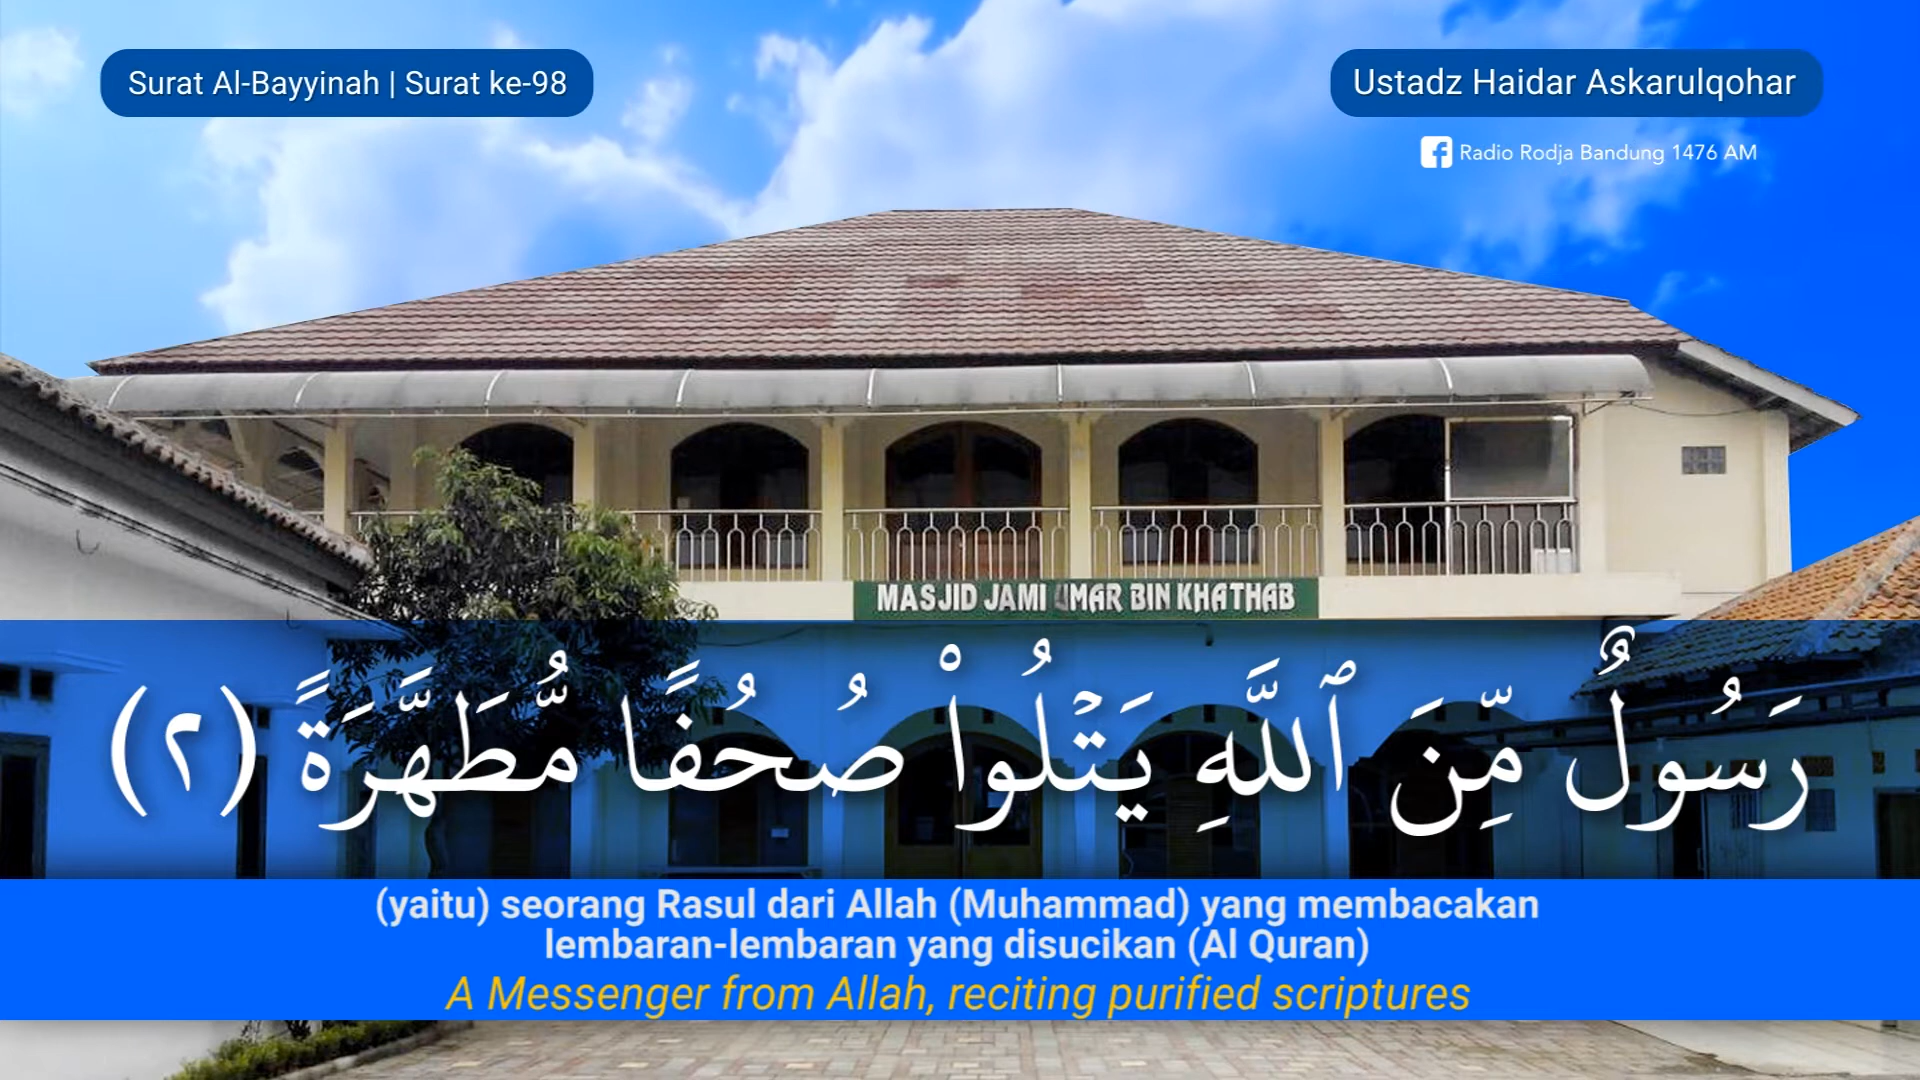 Surat Al-Bayyinah | Surat ke-98
Ustadz Haidar Askarulqohar
Radio Rodja Bandung 1476 AM
MASJID JAMI UMAR BIN KHATHAB
رَسُولٌ مِّنَ ٱللَّهِ يَتۡلُواْ صُحُفًا مُّطَهَّرَةً (٢)
(yaitu) seorang Rasul dari Allah (Muhammad) yang membacakan
lembaran-lembaran yang disucikan (Al Quran)
A Messenger from Allah, reciting purified scriptures